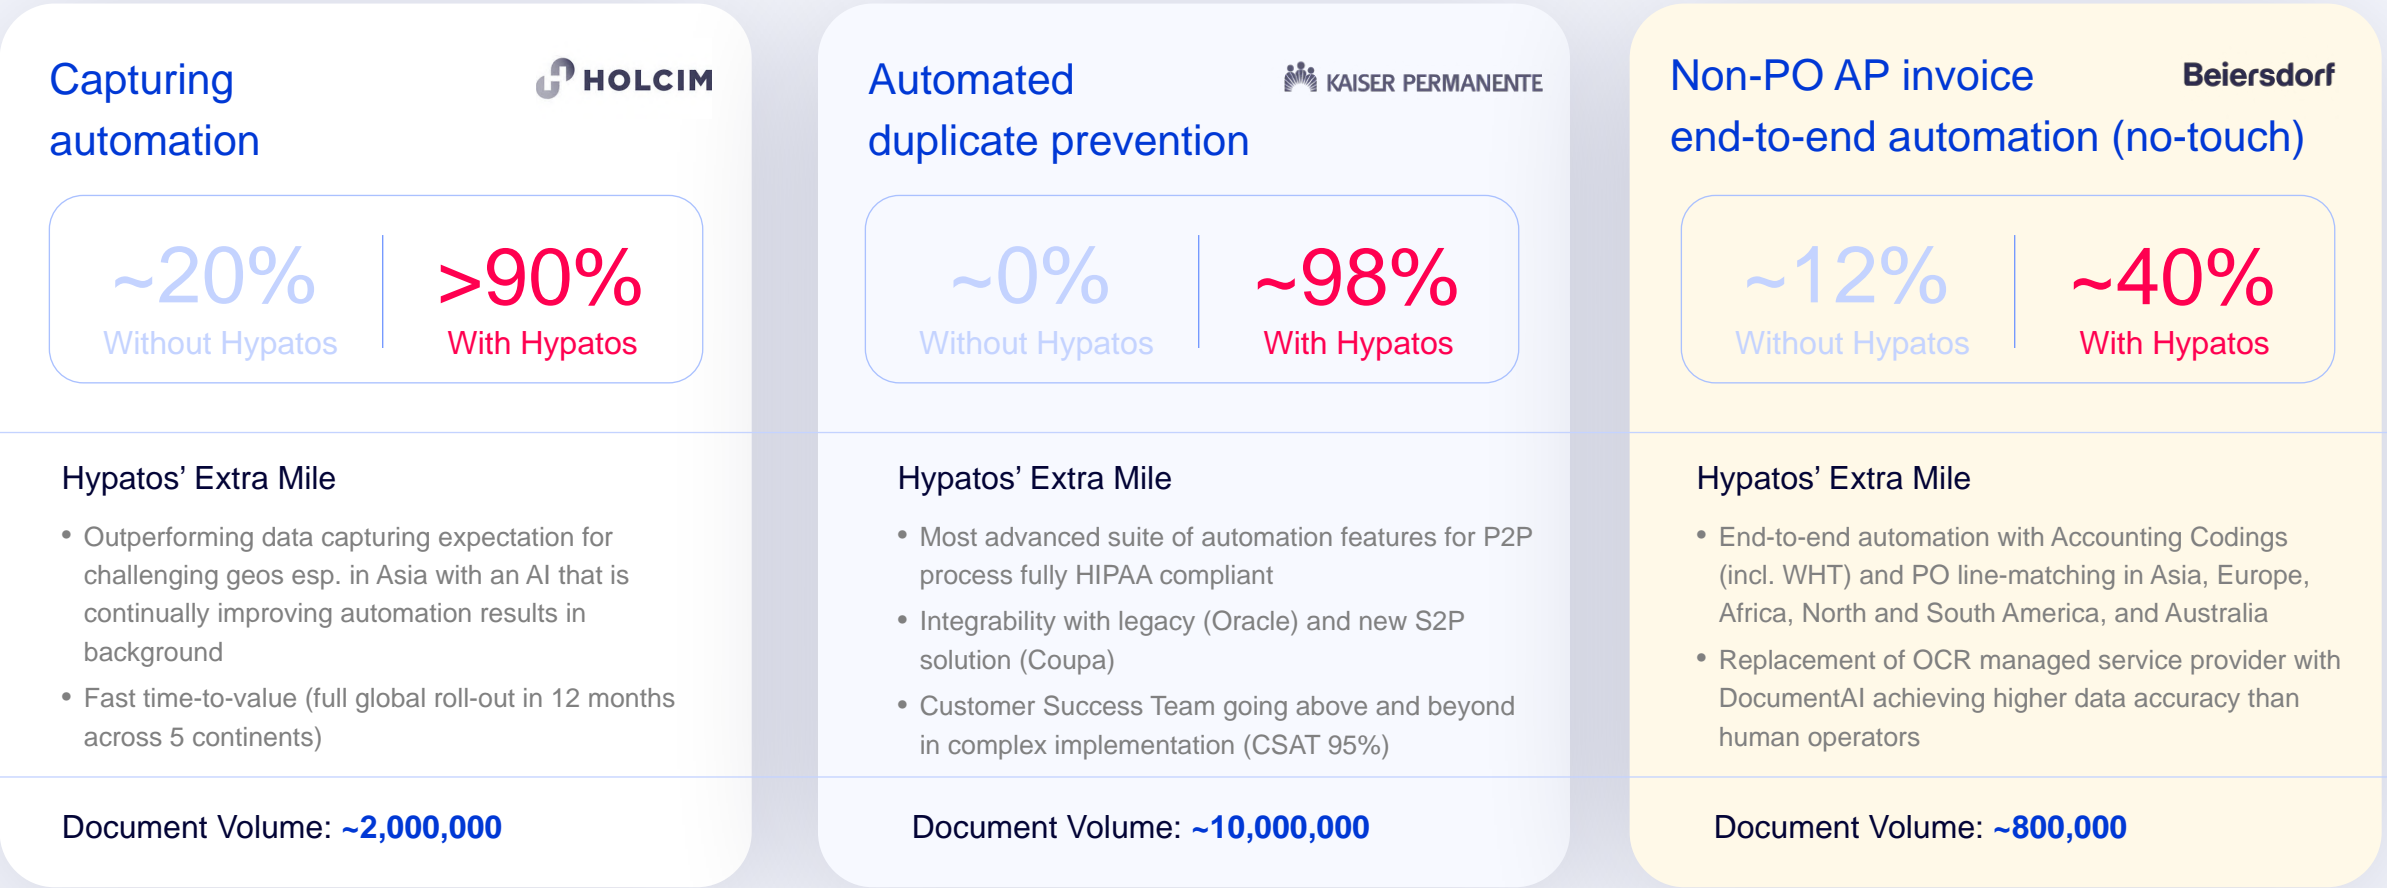 Capturing
automation
HOLCIM
~20%
Without Hypatos
>90%
With Hypatos
Hypatos’ Extra Mile
• Outperforming data capturing expectation for
challenging geos esp. in Asia with an AI that is
continually improving automation results in
background
• Fast time-to-value (full global roll-out in 12 months
across 5 continents)
Document Volume: ~2,000,000
Automated
duplicate prevention
KAISER PERMANENTE
~0%
Without Hypatos
~98%
With Hypatos
Hypatos’ Extra Mile
• Most advanced suite of automation features for P2P
process fully HIPAA compliant
• Integrability with legacy (Oracle) and new S2P
solution (Coupa)
• Customer Success Team going above and beyond
in complex implementation (CSAT 95%)
Document Volume: ~10,000,000
Non-PO AP invoice
end-to-end automation (no-touch)
Beiersdorf
~12%
Without Hypatos
~40%
With Hypatos
Hypatos’ Extra Mile
• End-to-end automation with Accounting Codings
(incl. WHT) and PO line-matching in Asia, Europe,
Africa, North and South America, and Australia
• Replacement of OCR managed service provider with
DocumentAI achieving higher data accuracy than
human operators
Document Volume: ~800,000